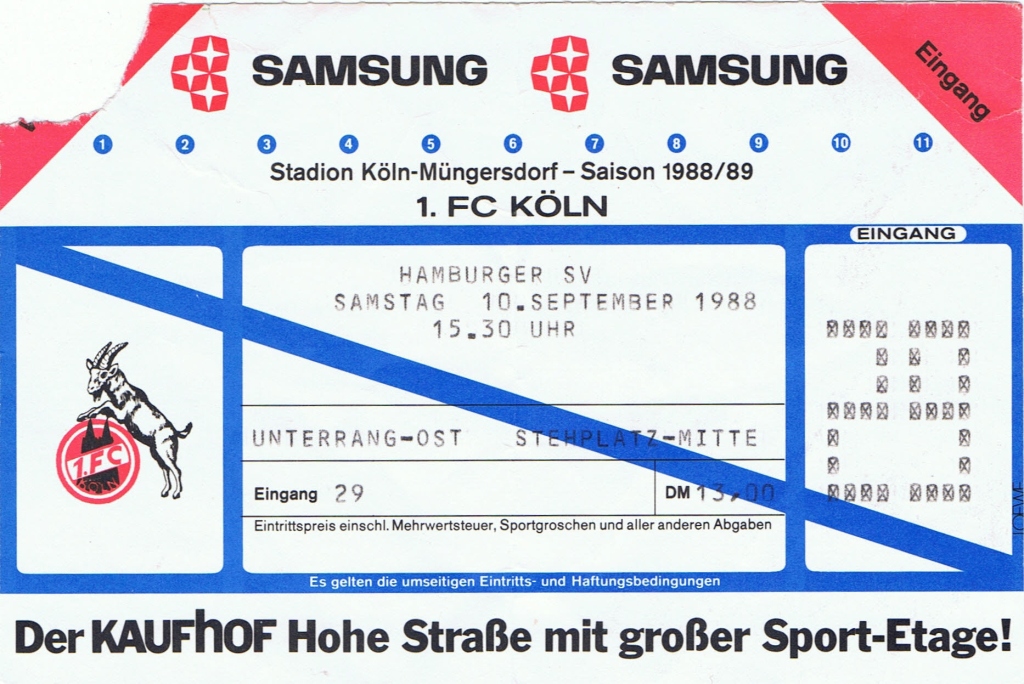 SAMSUNG SAMSUNG
Eingang
1 2 3 4 5 6 7 8 9 10 11
Stadion Köln-Müngersdorf – Saison 1988/89
1. FC KÖLN
EINGANG
HAMBURGER SV
SAMSTAG 10.SEPTEMBER 1988
15.30 UHR
29
UNTERRANG-OST STEHPLATZ-MITTE
1.FC
KÖLN
Eingang 29 DM 13,00
LOEWE
Eintrittspreis einschl. Mehrwertsteuer, Sportgroschen und aller anderen Abgaben
Es gelten die umseitigen Eintritts- und Haftungsbedingungen
Der KAUFhOF Hohe Straße mit großer Sport-Etage!